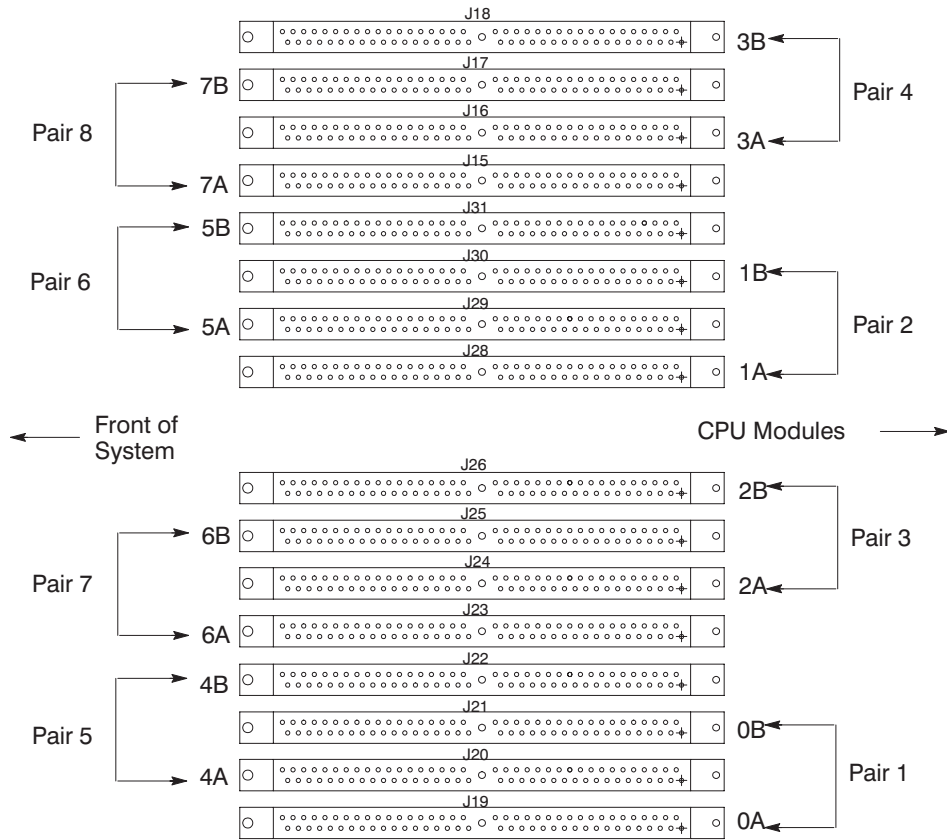 J18
3B
J17
7B
Pair 4
J16
Pair 8
3A
J15
7A
J31
5B
J30
1B
Pair 6
J29
5A
Pair 2
J28
1A
Front of
System
CPU Modules
J26
2B
J25
6B
Pair 3
J24
Pair 7
2A
J23
6A
J22
4B
J21
0B
Pair 5
J20
4A
Pair 1
J19
0A